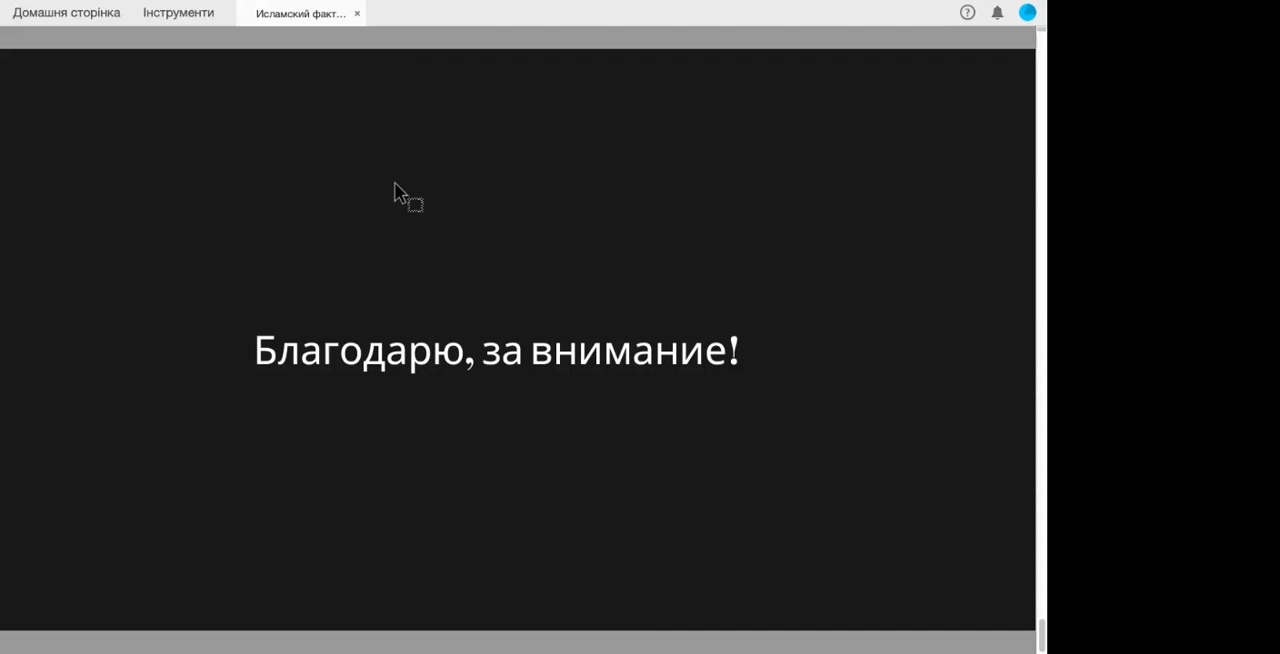 Домашня сторінка Інструменти Исламский факт... ×
Благодарю, за внимание!